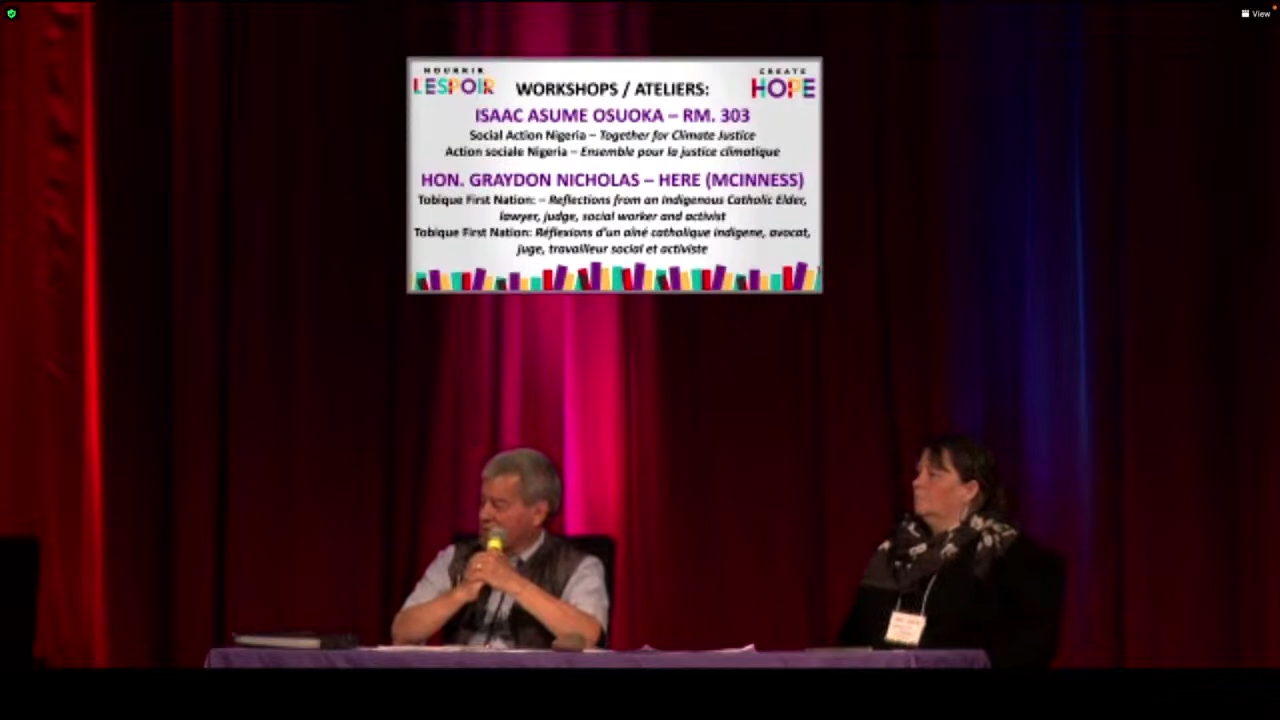 View
NOURRIR
LESPOIR
CREATE
HOPE
WORKSHOPS / ATELIERS:
ISAAC ASUME OSUOKA – RM. 303
Social Action Nigeria – Together for Climate Justice
Action sociale Nigeria – Ensemble pour la justice climatique
HON. GRAYDON NICHOLAS – HERE (MCINNESS)
Tobique First Nation: – Reflections from an Indigenous Catholic Elder,
lawyer, judge, social worker and activist
Tobique First Nation: Réflexions d'un aîné catholique indigene, avocat,
juge, travailleur social et activiste